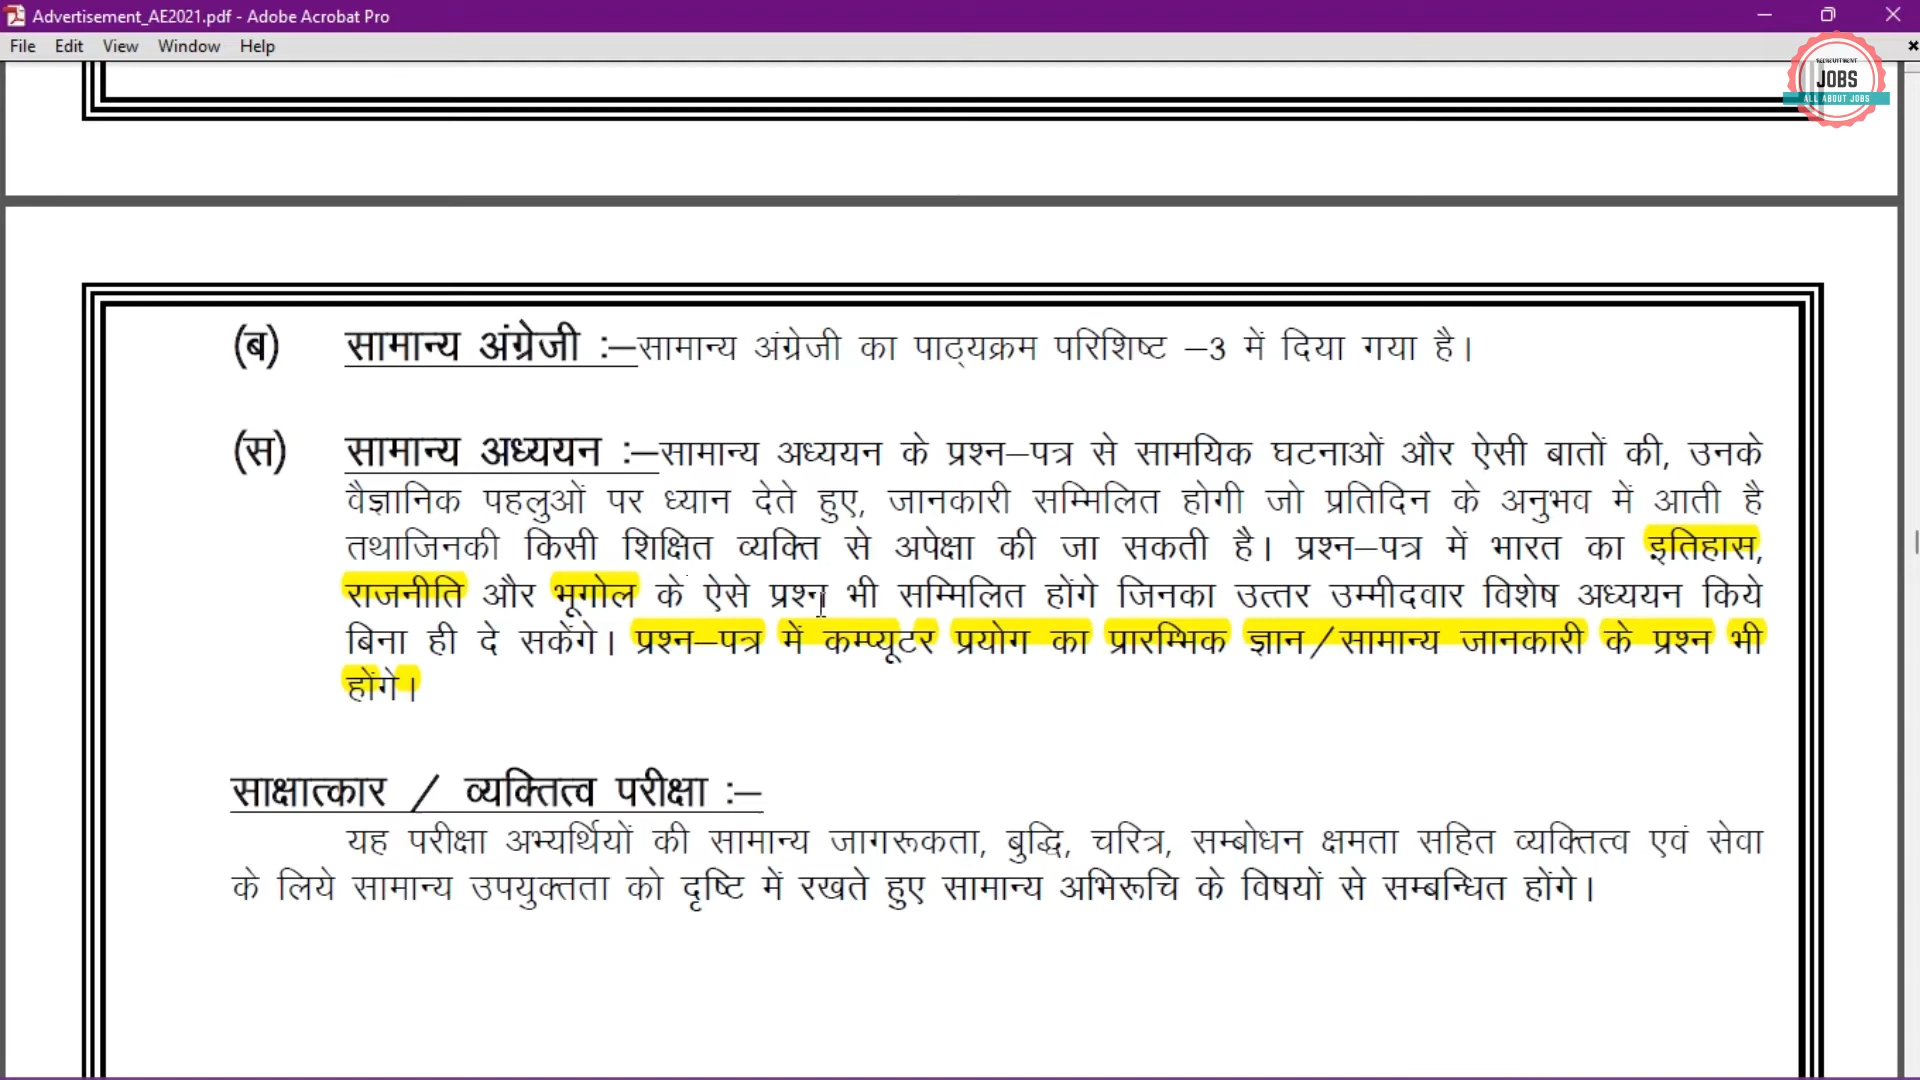 Advertisement_AE2021.pdf - Adobe Acrobat Pro
File Edit View Window Help
RECRUITMENT
JOBS
ALL ABOUT JOBS
(ब) सामान्य अंग्रेजी :–सामान्य अंग्रेजी का पाठ्यक्रम परिशिष्ट –3 में दिया गया है।
(स) सामान्य अध्ययन :–सामान्य अध्ययन के प्रश्न–पत्र से सामयिक घटनाओं और ऐसी बातों की, उनके
वैज्ञानिक पहलुओं पर ध्यान देते हुए, जानकारी सम्मिलित होगी जो प्रतिदिन के अनुभव में आती है
तथाजिनकी किसी शिक्षित व्यक्ति से अपेक्षा की जा सकती है। प्रश्न–पत्र में भारत का इतिहास,
राजनीति और भूगोल के ऐसे प्रश्न भी सम्मिलित होंगे जिनका उत्तर उम्मीदवार विशेष अध्ययन किये
बिना ही दे सकेंगे। प्रश्न–पत्र में कम्प्यूटर प्रयोग का प्रारम्भिक ज्ञान/सामान्य जानकारी के प्रश्न भी
होंगे।
साक्षात्कार / व्यक्तित्व परीक्षा :–
यह परीक्षा अभ्यर्थियों की सामान्य जागरूकता, बुद्धि, चरित्र, सम्बोधन क्षमता सहित व्यक्तित्व एवं सेवा
के लिये सामान्य उपयुक्तता को दृष्टि में रखते हुए सामान्य अभिरूचि के विषयों से सम्बन्धित होंगे।